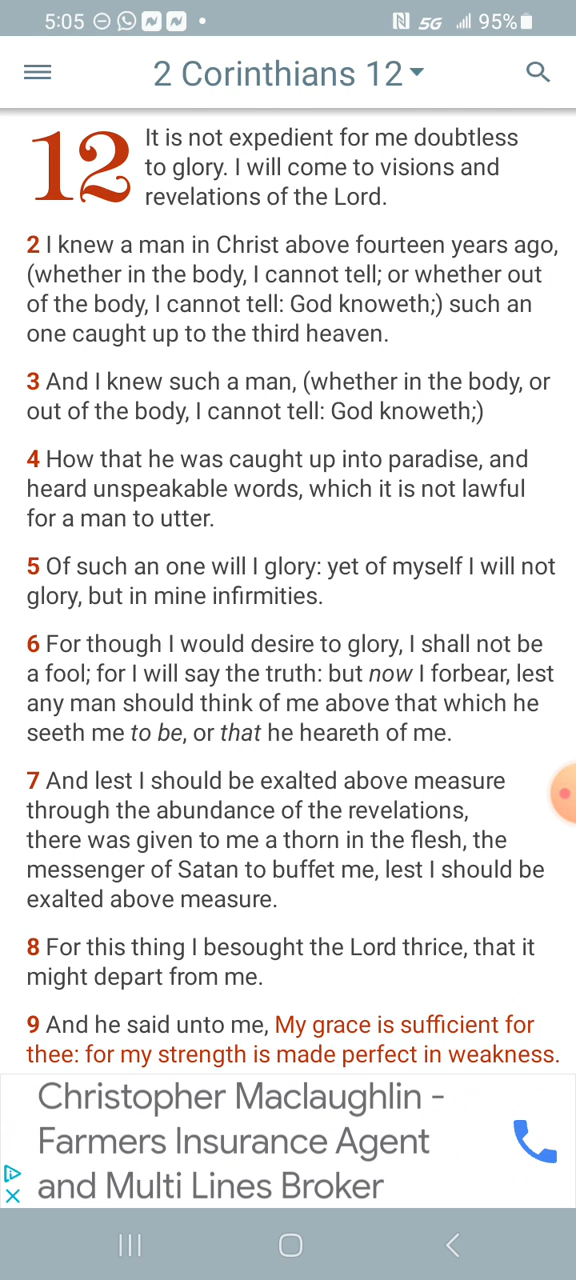 5:05
5G 95%
2 Corinthians 12
12 It is not expedient for me doubtless
to glory. I will come to visions and
revelations of the Lord.
2 I knew a man in Christ above fourteen years ago,
(whether in the body, I cannot tell; or whether out
of the body, I cannot tell: God knoweth;) such an
one caught up to the third heaven.
3 And I knew such a man, (whether in the body, or
out of the body, I cannot tell: God knoweth;)
4 How that he was caught up into paradise, and
heard unspeakable words, which it is not lawful
for a man to utter.
5 Of such an one will I glory: yet of myself I will not
glory, but in mine infirmities.
6 For though I would desire to glory, I shall not be
a fool; for I will say the truth: but now I forbear, lest
any man should think of me above that which he
seeth me to be, or that he heareth of me.
7 And lest I should be exalted above measure
through the abundance of the revelations,
there was given to me a thorn in the flesh, the
messenger of Satan to buffet me, lest I should be
exalted above measure.
8 For this thing I besought the Lord thrice, that it
might depart from me.
9 And he said unto me, My grace is sufficient for
thee: for my strength is made perfect in weakness.
Christopher Maclaughlin -
Farmers Insurance Agent
and Multi Lines Broker